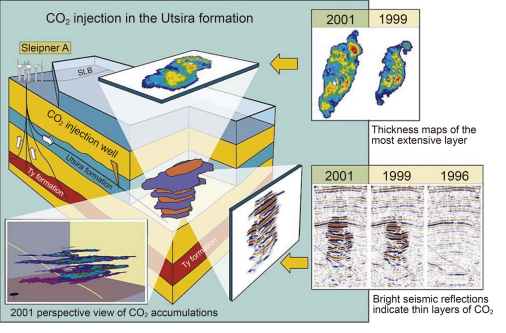 CO₂ injection in the Utsira formation
Sleipner A
SLB
CO₂ injection well
Utsira formation
Ty formation
Ty formation
2001 perspective view of CO₂ accumulations
2001 1999
Thickness maps of the
most extensive layer
2001 1999 1996
Bright seismic reflections
indicate thin layers of CO₂